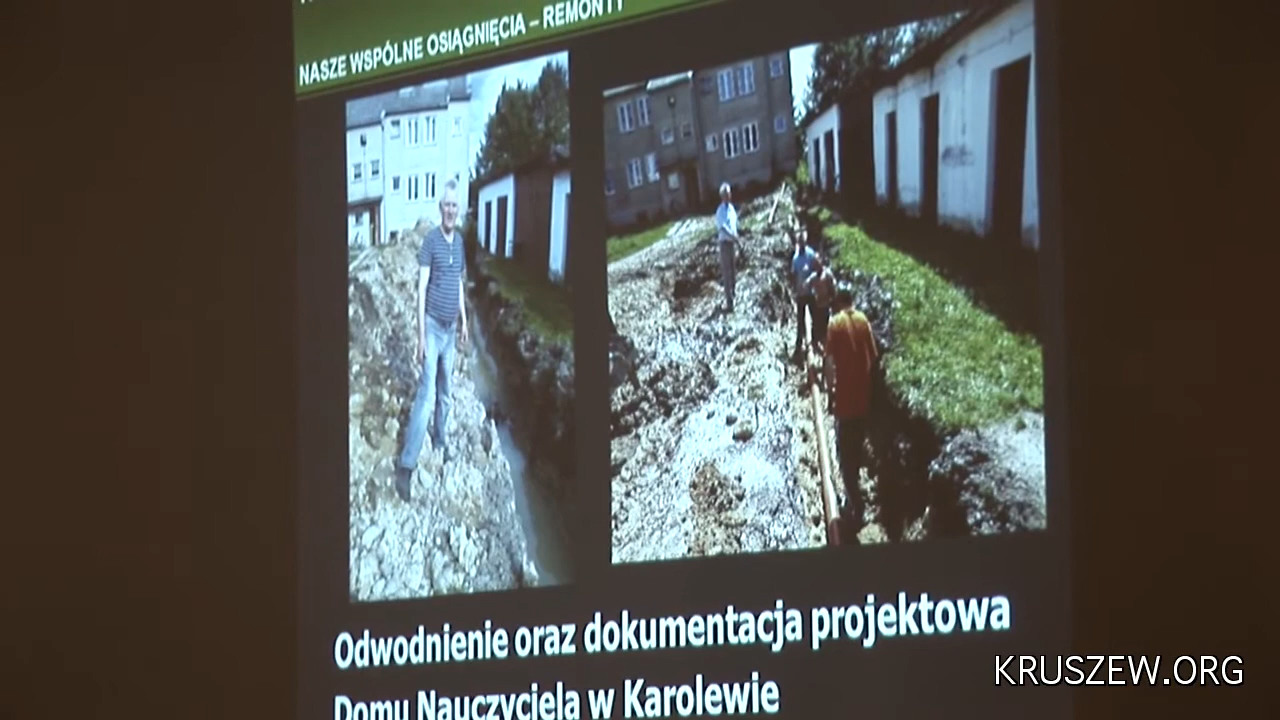 NASZE WSPÓLNE OSIĄGNIĘCIA – REMONTY
Odwodnienie oraz dokumentacja projektowa
Domu Nauczyciela w Karolewie
KRUSZEW.ORG